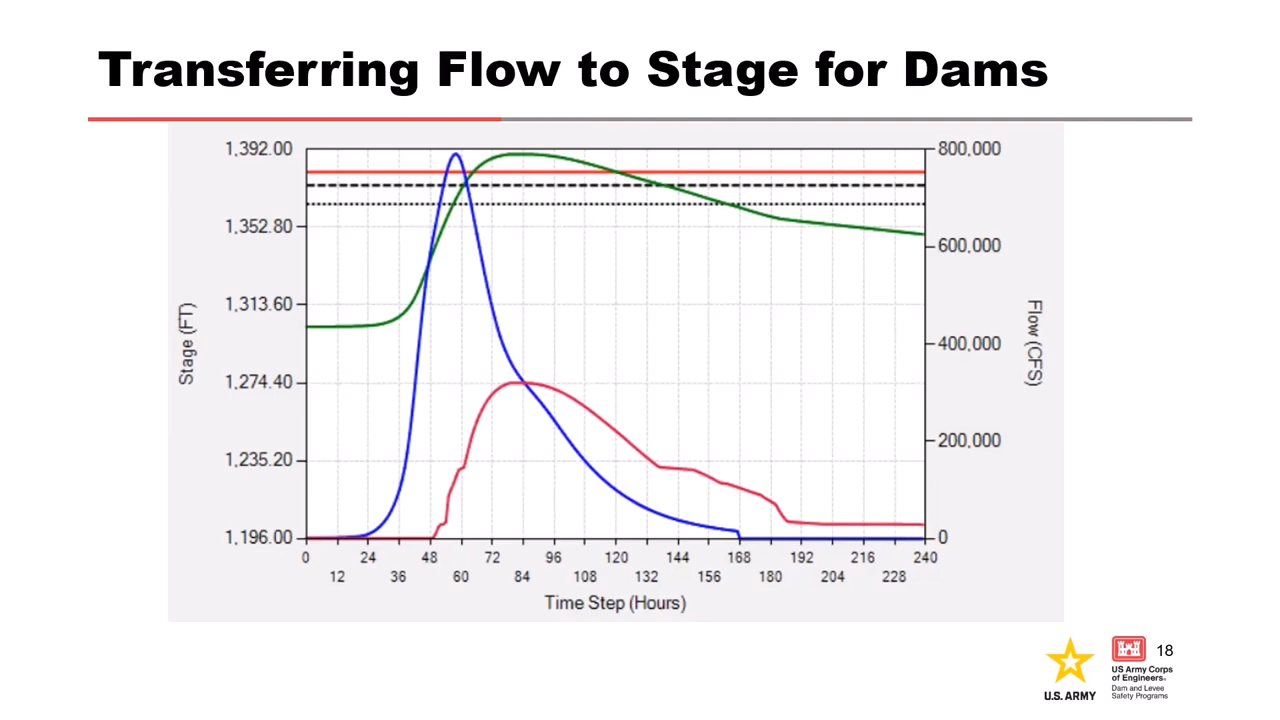 Transferring Flow to Stage for Dams
1,392.00
1,352.80
1,313.60
1,274.40
1,235.20
1,196.00
Stage (FT)
800,000
600,000
400,000
200,000
0
Flow (CFS)
0 24 48 72 96 120 144 168 192 216 240
12 36 60 84 108 132 156 180 204 228
Time Step (Hours)
U.S. ARMY
US Army Corps
of Engineers®
Dam and Levee
Safety Programs
18